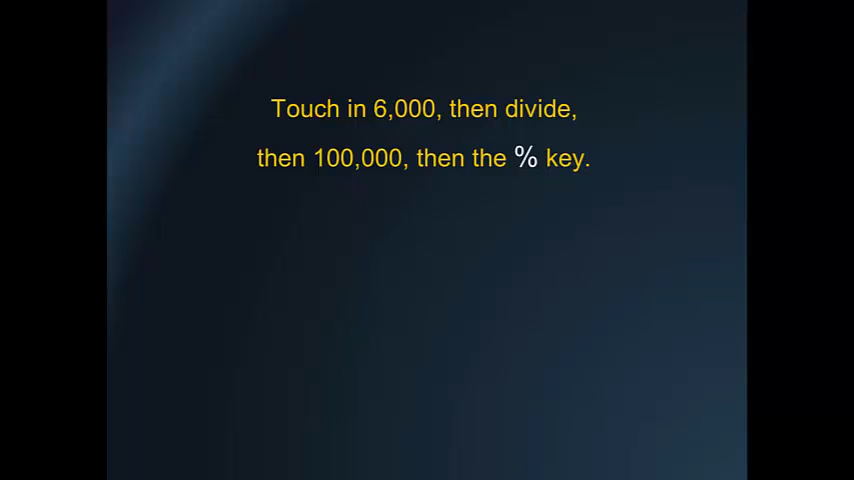 Touch in 6,000, then divide,
then 100,000, then the % key.